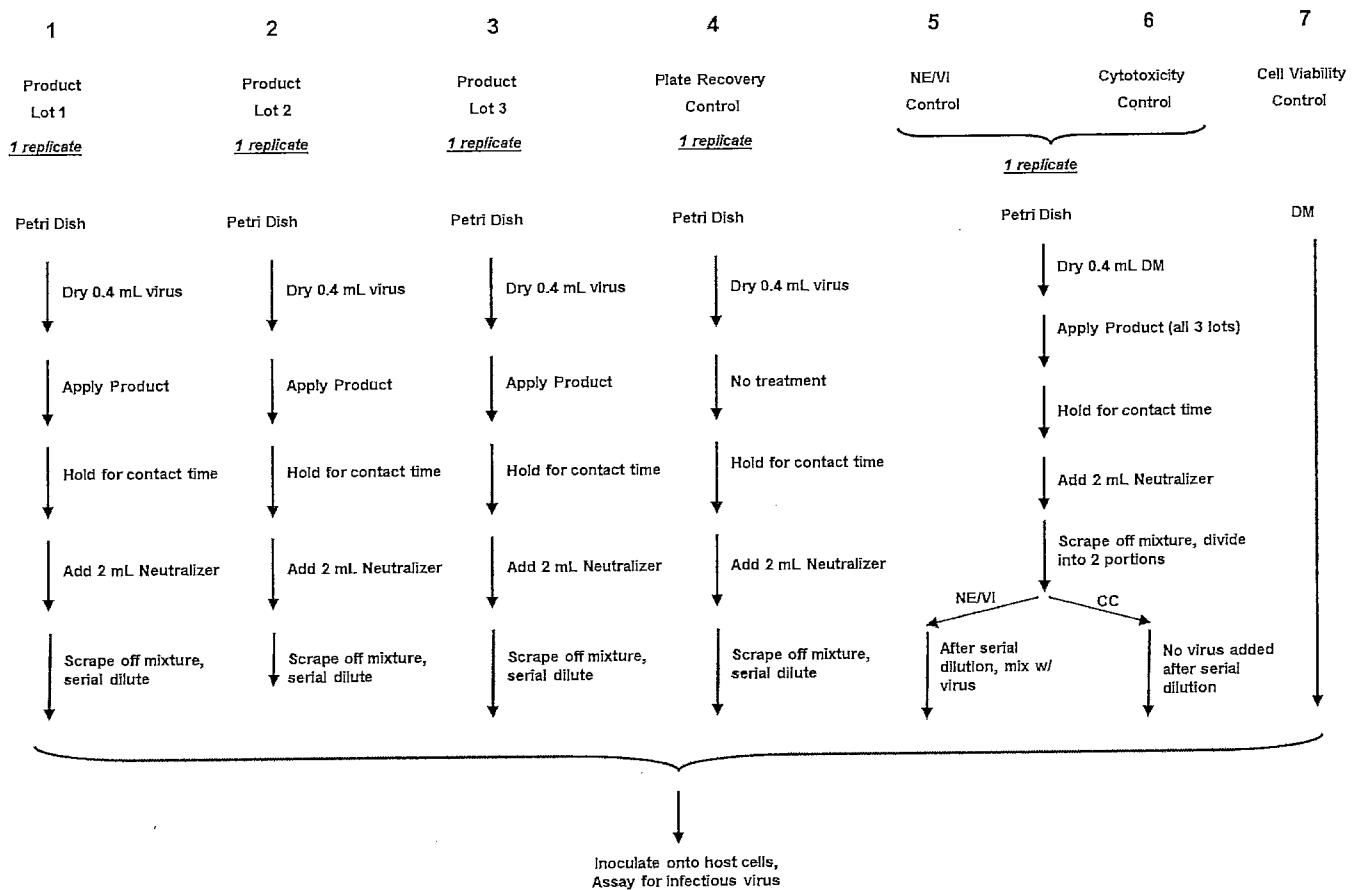 1
2
3
4
5
6
7
Product
Lot 1
1 replicate
Product
Lot 2
1 replicate
Product
Lot 3
1 replicate
Plate Recovery
Control
1 replicate
NE/VI
Control
Cytotoxicity
Control
1 replicate
Cell Viability
Control
Petri Dish
Petri Dish
Petri Dish
Petri Dish
Petri Dish
DM
Dry 0.4 mL virus
Dry 0.4 mL virus
Dry 0.4 mL virus
Dry 0.4 mL virus
Dry 0.4 mL DM
Apply Product
Apply Product
Apply Product
No treatment
Apply Product (all 3 lots)
Hold for contact time
Hold for contact time
Hold for contact time
Hold for contact time
Hold for contact time
Add 2 mL Neutralizer
Add 2 mL Neutralizer
Add 2 mL Neutralizer
Add 2 mL Neutralizer
Add 2 mL Neutralizer
Scrape off mixture, divide
into 2 portions
NE/VI
CC
Scrape off mixture,
serial dilute
Scrape off mixture,
serial dilute
Scrape off mixture,
serial dilute
Scrape off mixture,
serial dilute
After serial
dilution, mix w/
virus
No virus added
after serial
dilution
Inoculate onto host cells,
Assay for infectious virus